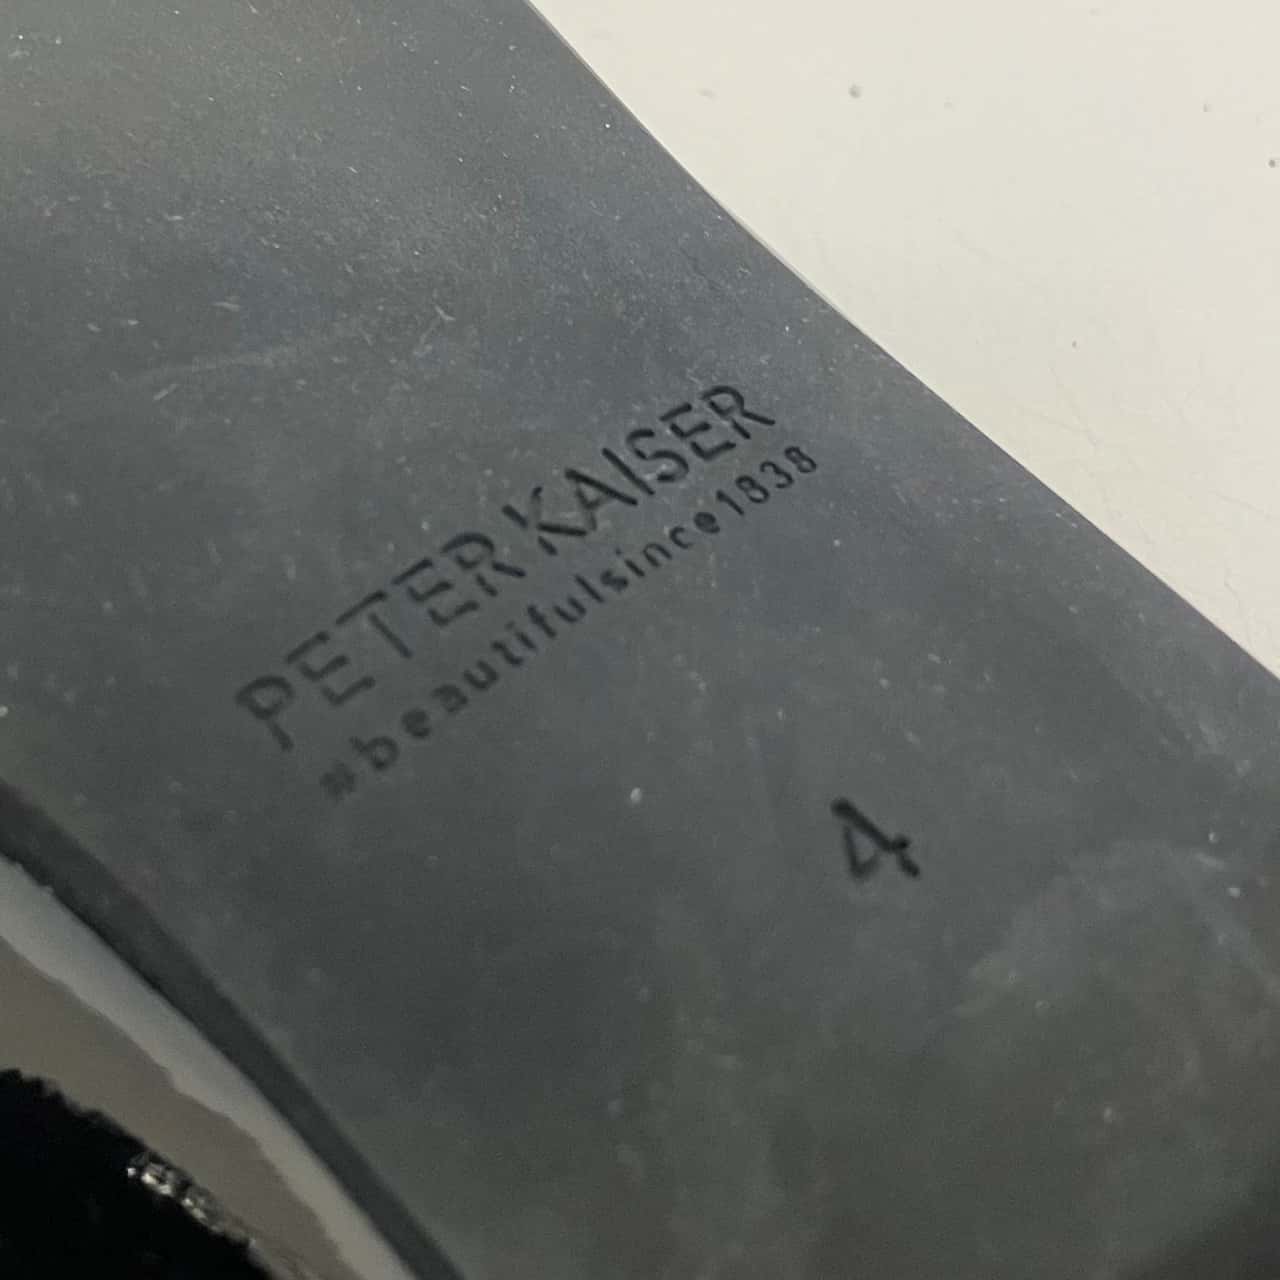 PETER KAISER
#beautifulsince1838
4